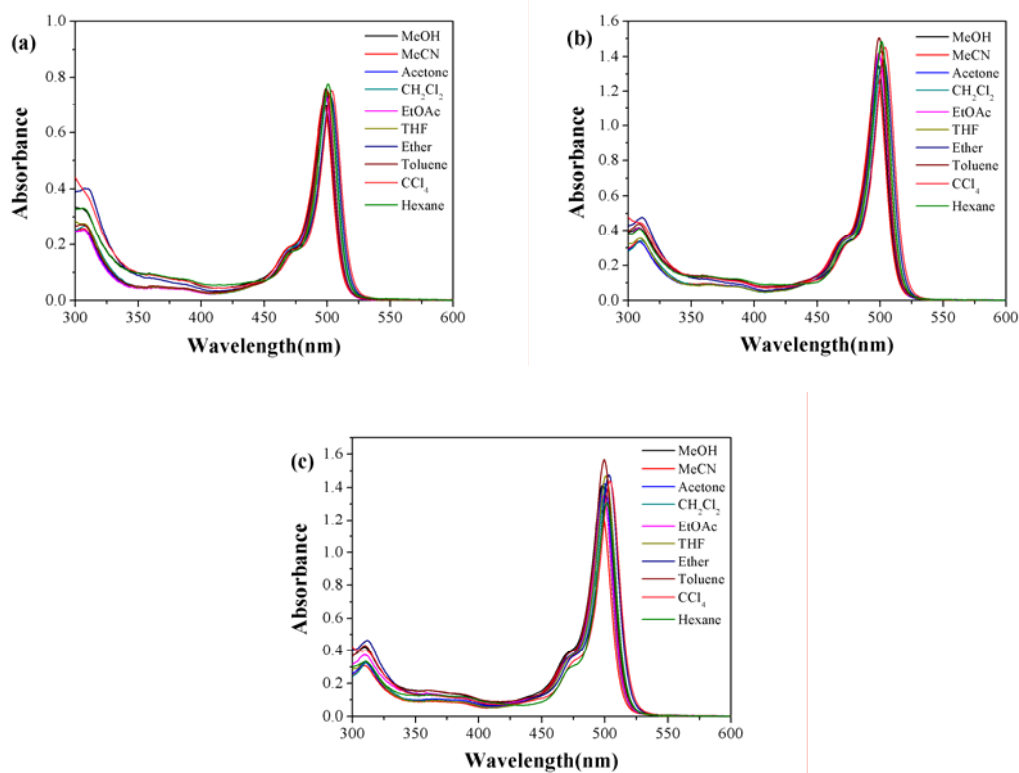 (a)
Absorbance
1.0
0.8
0.6
0.4
0.2
0.0
300 350 400 450 500 550 600
Wavelength(nm)
MeOH
MeCN
Acetone
CH₂Cl₂
EtOAc
THF
Ether
Toluene
CCl₄
Hexane
(b)
Absorbance
1.6
1.4
1.2
1.0
0.8
0.6
0.4
0.2
0.0
300 350 400 450 500 550 600
Wavelength(nm)
MeOH
MeCN
Acetone
CH₂Cl₂
EtOAc
THF
Ether
Toluene
CCl₄
Hexane
(c)
Absorbance
1.6
1.4
1.2
1.0
0.8
0.6
0.4
0.2
0.0
300 350 400 450 500 550 600
Wavelength(nm)
MeOH
MeCN
Acetone
CH₂Cl₂
EtOAc
THF
Ether
Toluene
CCl₄
Hexane